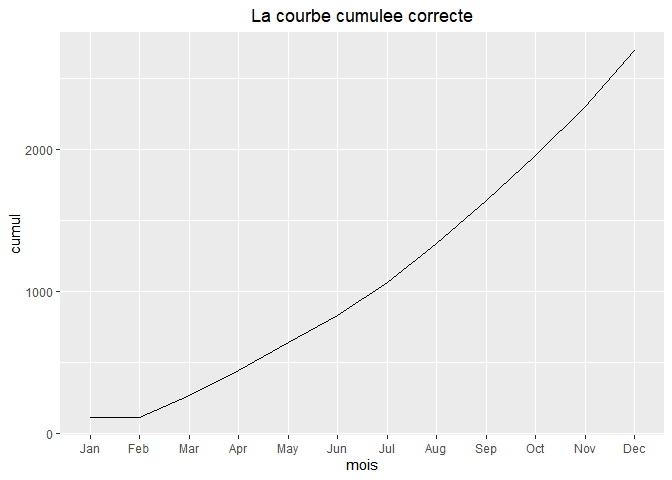 La courbe cumulee correcte
cumul
2000
1000
0
Jan Feb Mar Apr May Jun Jul Aug Sep Oct Nov Dec
mois